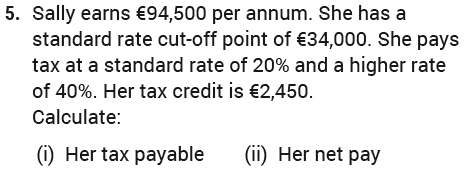 5. Sally earns €94,500 per annum. She has a
standard rate cut-off point of €34,000. She pays
tax at a standard rate of 20% and a higher rate
of 40%. Her tax credit is €2,450.
Calculate:
(i) Her tax payable (ii) Her net pay